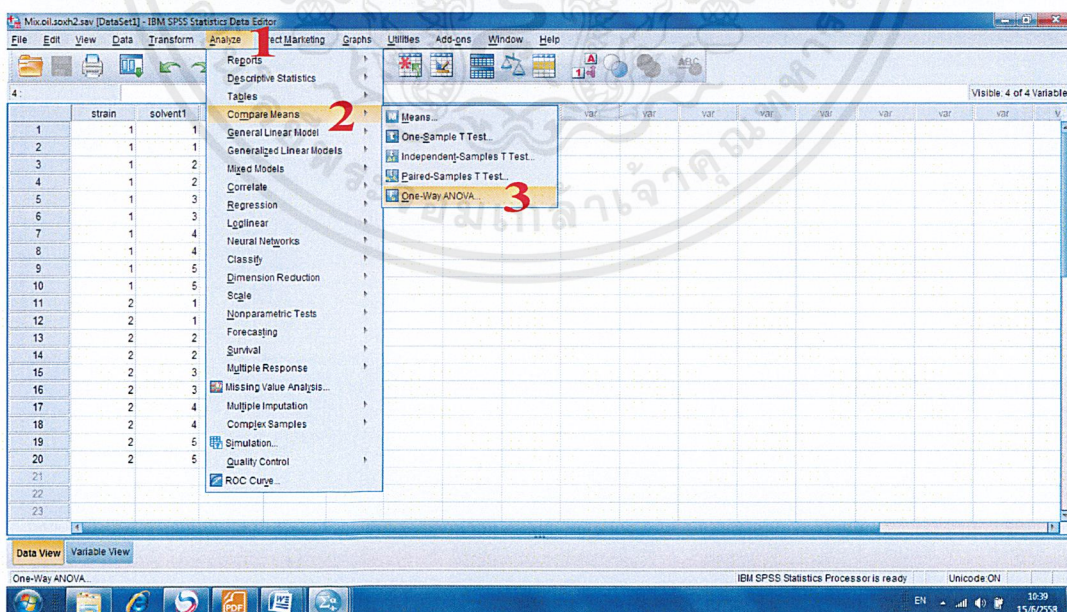 Mix.oil.soxh2.sav [DataSet1] - IBM SPSS Statistics Data Editor
File Edit View Data Transform Analyze rect Marketing Graphs Utilities Add-ons Window Help
1
4 :
Visible: 4 of 4 Variable
strain solvent1 var var var var var var var
1 1 1
2 1 1
3 1 2
4 1 2
5 1 3
6 1 3
7 1 4
8 1 4
9 1 5
10 1 5
11 2 1
12 2 1
13 2 2
14 2 2
15 2 3
16 2 3
17 2 4
18 2 4
19 2 5
20 2 5
21
22
23
Reports
Descriptive Statistics
Tables
Compare Means 2
General Linear Model
Generalized Linear Models
Mixed Models
Correlate
Regression
Loglinear
Neural Networks
Classify
Dimension Reduction
Scale
Nonparametric Tests
Forecasting
Survival
Multiple Response
Missing Value Analysis...
Multiple Imputation
Complex Samples
Simulation...
Quality Control
ROC Curve...
Means...
One-Sample T Test...
Independent-Samples T Test...
Paired-Samples T Test...
One-Way ANOVA... 3
Data View Variable View
One-Way ANOVA...
IBM SPSS Statistics Processor is ready Unicode:ON
PDF
EN
10:39
15/6/2558